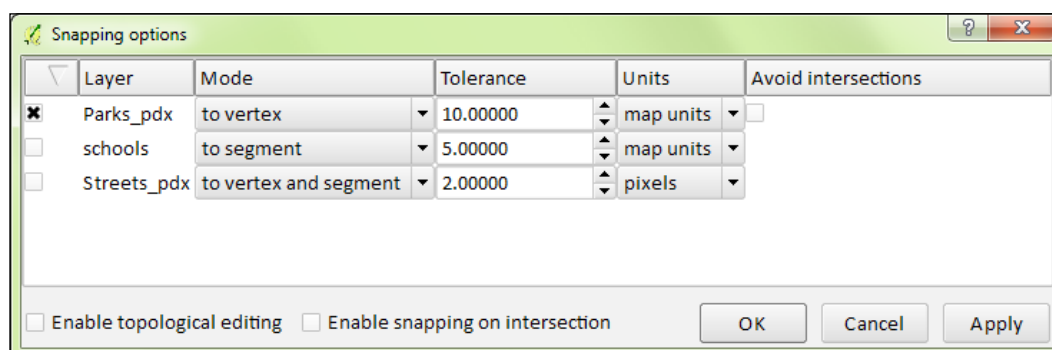 Snapping options
Layer Mode Tolerance Units Avoid intersections
Parks_pdx to vertex 10.00000 map units
schools to segment 5.00000 map units
Streets_pdx to vertex and segment 2.00000 pixels
Enable topological editing Enable snapping on intersection OK Cancel Apply